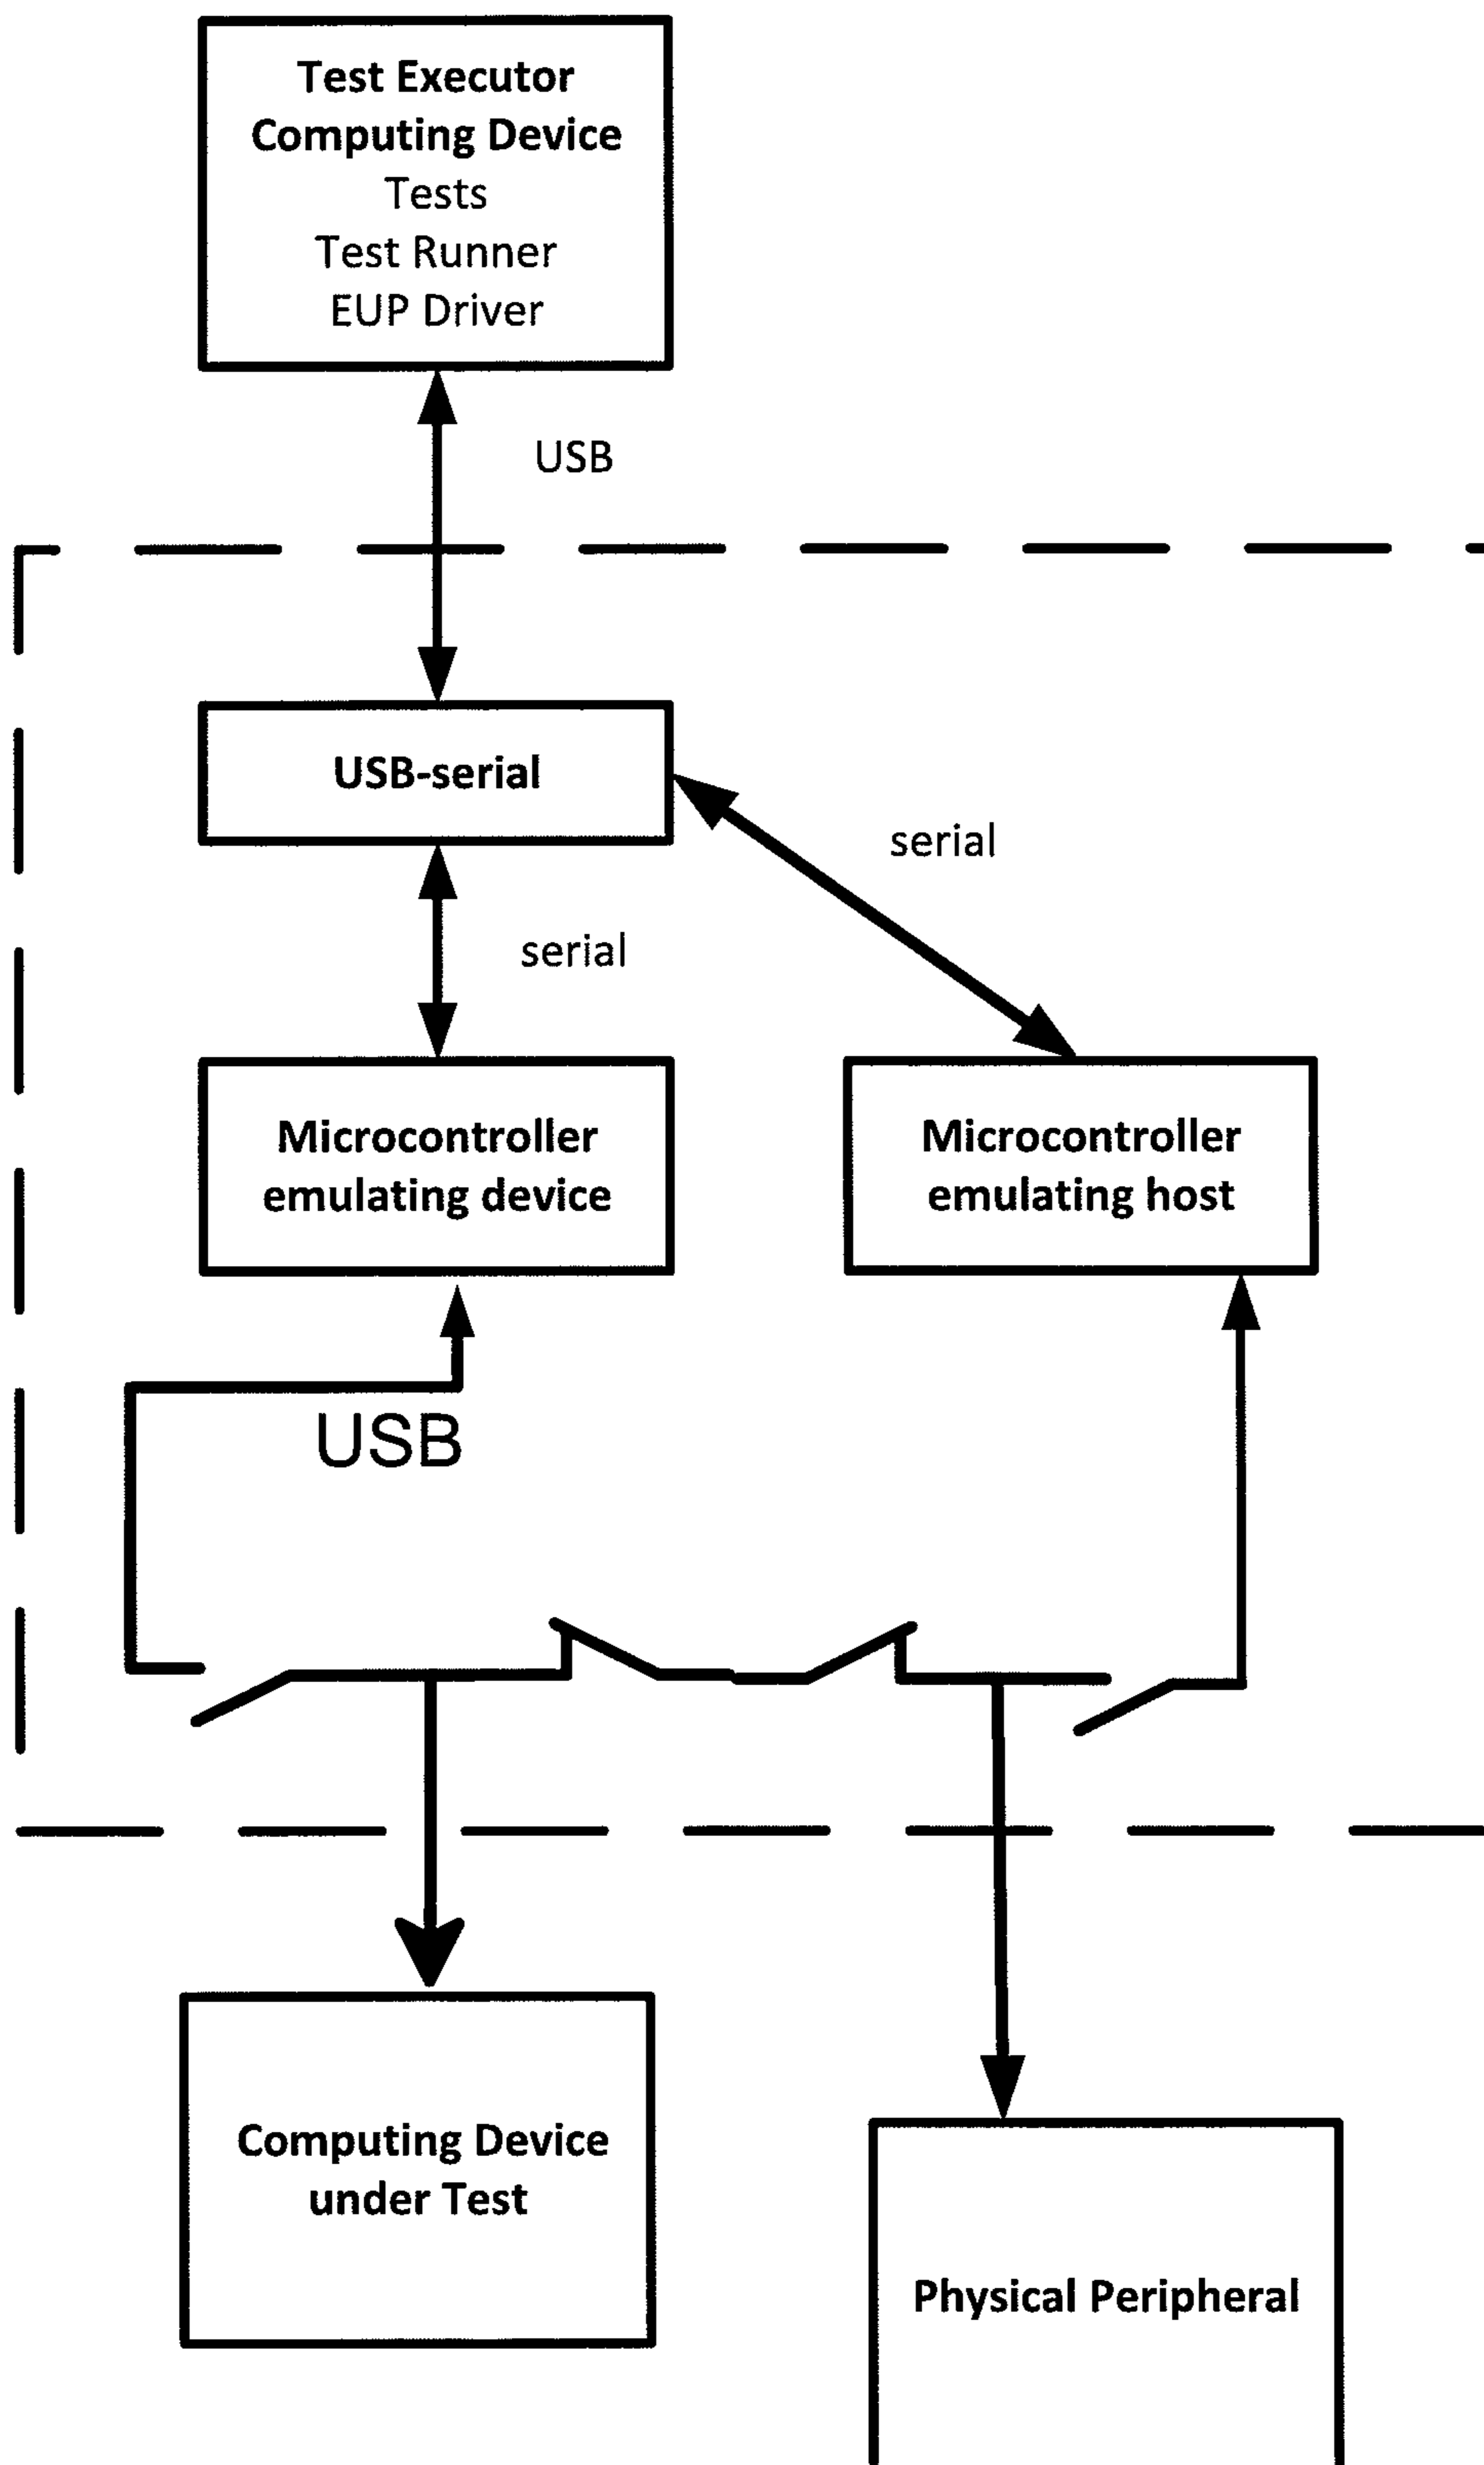 Test Executor
Computing Device
Tests
Test Runner
EUP Driver
USB
USB-serial
serial
serial
Microcontroller
emulating device
Microcontroller
emulating host
USB
Computing Device
under Test
Physical Peripheral